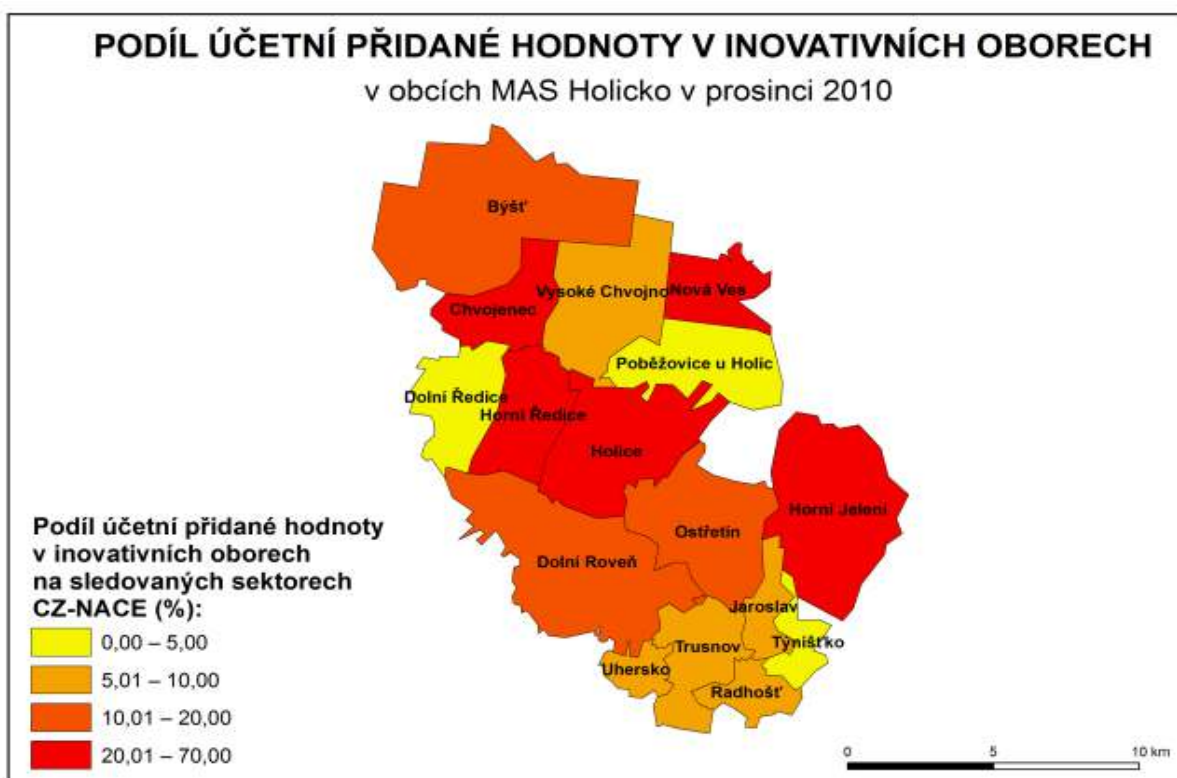 PODÍL ÚČETNÍ PŘIDANÉ HODNOTY V INOVATIVNÍCH OBORECH
v obcích MAS Holicko v prosinci 2010
Býšť
Vysoké Chvojno
Nová Ves
Chvojenec
Poběžovice u Holic
Dolní Ředice
Horní Ředice
Holice
Horní Jelení
Ostřetín
Dolní Roveň
Jaroslav
Týnišťko
Trusnov
Uhersko
Radhošť
Podíl účetní přidané hodnoty
v inovativních oborech
na sledovaných sektorech
CZ-NACE (%):
0,00 – 5,00
5,01 – 10,00
10,01 – 20,00
20,01 – 70,00
0 5 10 km